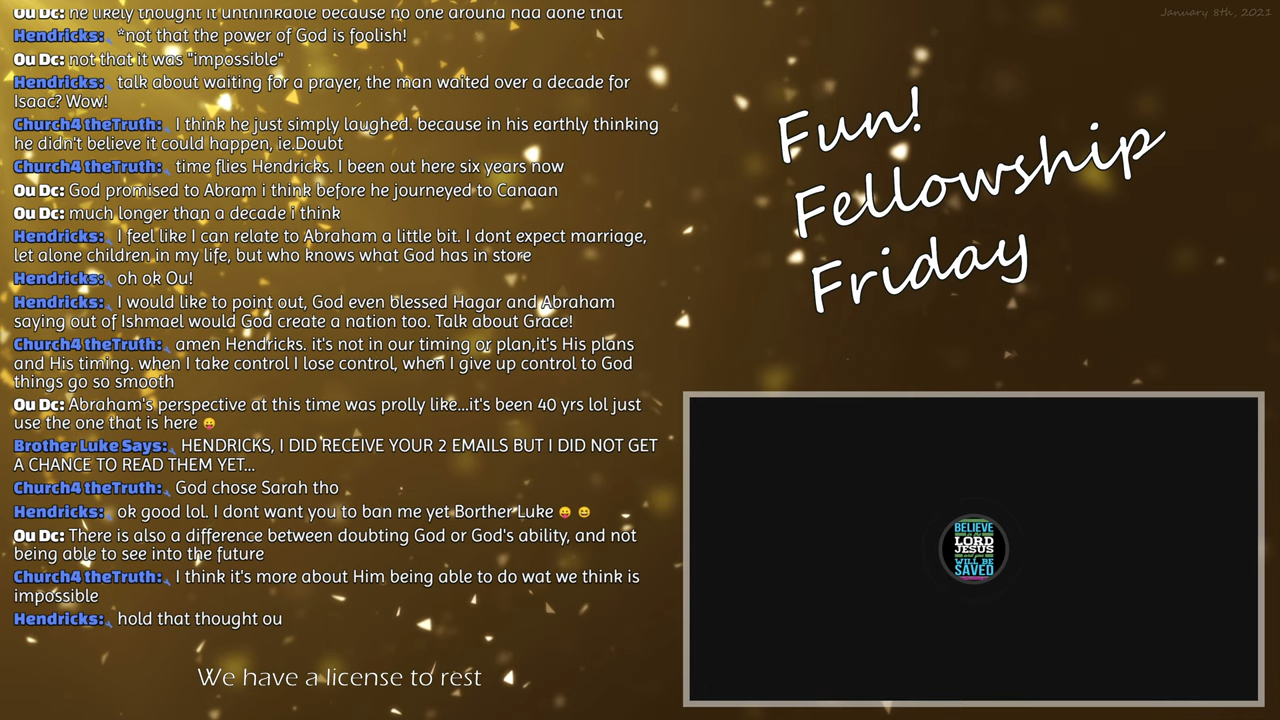 Ou Dc: he likely thought it unthinkable because no one around had done that
Hendricks: *not that the power of God is foolish!
Ou Dc: not that it was "impossible"
Hendricks: talk about waiting for a prayer, the man waited over a decade for
Isaac? Wow!
Church4 theTruth: I think he just simply laughed. because in his earthly thinking
he didn't believe it could happen, ie.Doubt
Church4 theTruth: time flies Hendricks. I been out here six years now
Ou Dc: God promised to Abram i think before he journeyed to Canaan
Ou Dc: much longer than a decade i think
Hendricks: I feel like I can relate to Abraham a little bit. I dont expect marriage,
let alone children in my life, but who knows what God has in store
Hendricks: oh ok Ou!
Hendricks: I would like to point out, God even blessed Hagar and Abraham
saying out of Ishmael would God create a nation too. Talk about Grace!
Church4 theTruth: amen Hendricks. it's not in our timing or plan,it's His plans
and His timing. when I take control I lose control, when I give up control to God
things go so smooth
Ou Dc: Abraham's perspective at this time was prolly like...it's been 40 yrs lol just
use the one that is here 😛
Brother Luke Says: HENDRICKS, I DID RECEIVE YOUR 2 EMAILS BUT I DID NOT GET
A CHANCE TO READ THEM YET...
Church4 theTruth: God chose Sarah tho
Hendricks: ok good lol. I dont want you to ban me yet Borther Luke 😛 😆
Ou Dc: There is also a difference between doubting God or God's ability, and not
being able to see into the future
Church4 theTruth: I think it's more about Him being able to do wat we think is
impossible
Hendricks: hold that thought ou
We have a license to rest
January 8th, 2021
Fun!
Fellowship
Friday
BELIEVE
LORD
JESUS
WILL BE
SAVED